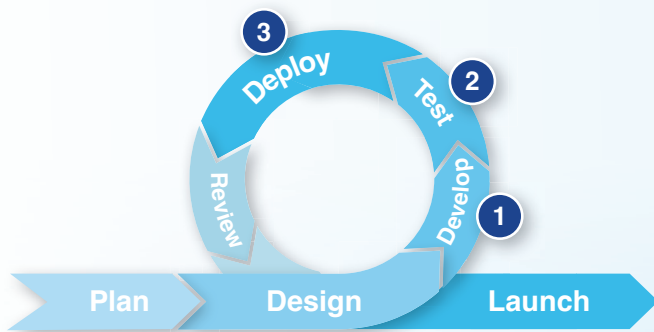 3
Deploy
2
Test
Review
Develop
1
Plan
Design
Launch